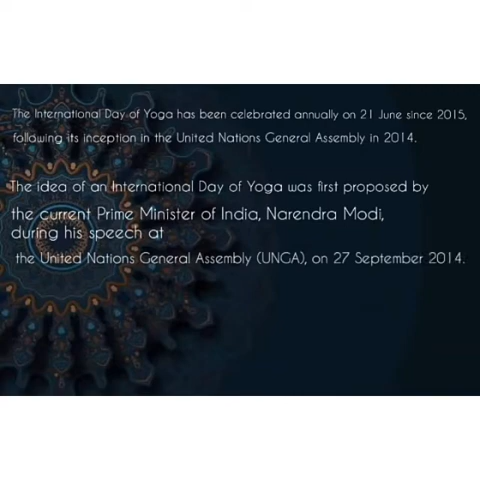 The International Day of Yoga has been celebrated annually on 21 June since 2015,
following its inception in the United Nations General Assembly in 2014.
The idea of an International Day of Yoga was first proposed by
the current Prime Minister of India, Narendra Modi,
during his speech at
the United Nations General Assembly (UNGA), on 27 September 2014.